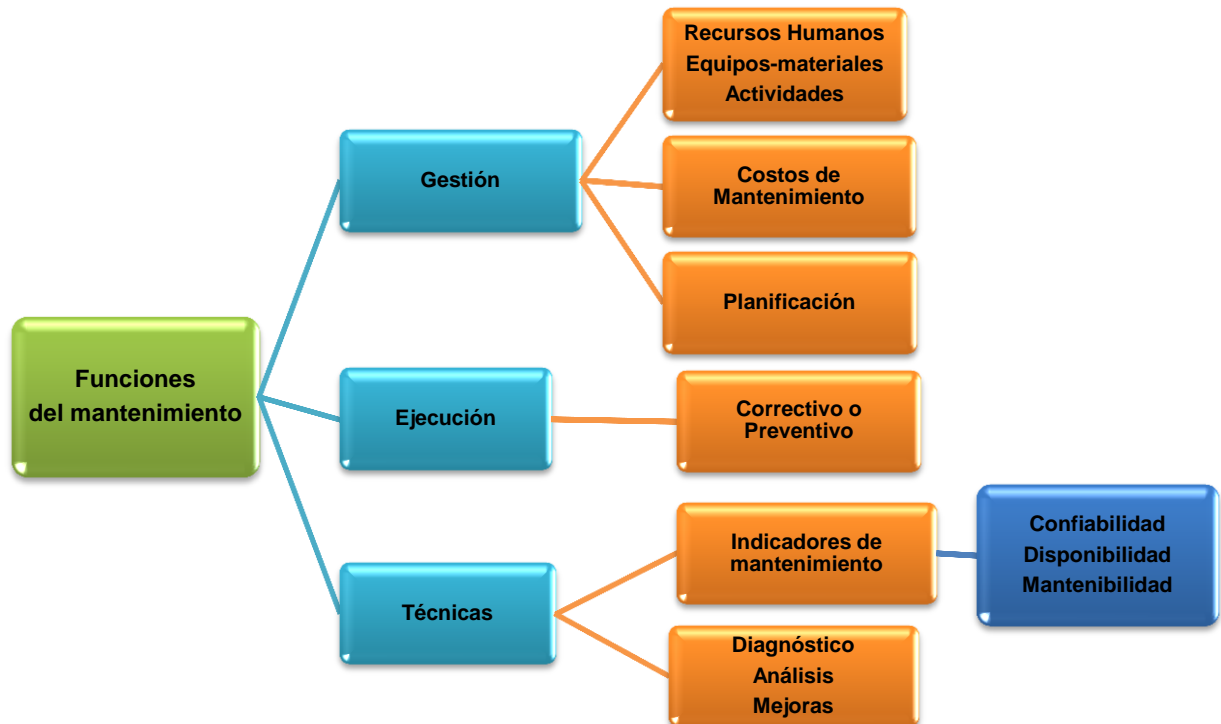 Funciones
del mantenimiento
Gestión
Recursos Humanos
Equipos-materiales
Actividades
Costos de
Mantenimiento
Planificación
Ejecución
Correctivo o
Preventivo
Técnicas
Indicadores de
mantenimiento
Confiabilidad
Disponibilidad
Mantenibilidad
Diagnóstico
Análisis
Mejoras